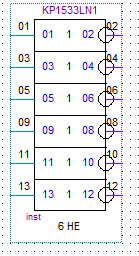 KP1533LN1
01 01 1 02 02
03 03 1 04 04
05 05 1 06 06
09 09 1 08 08
11 11 1 10 10
13 13 1 12 12
inst
6 HE